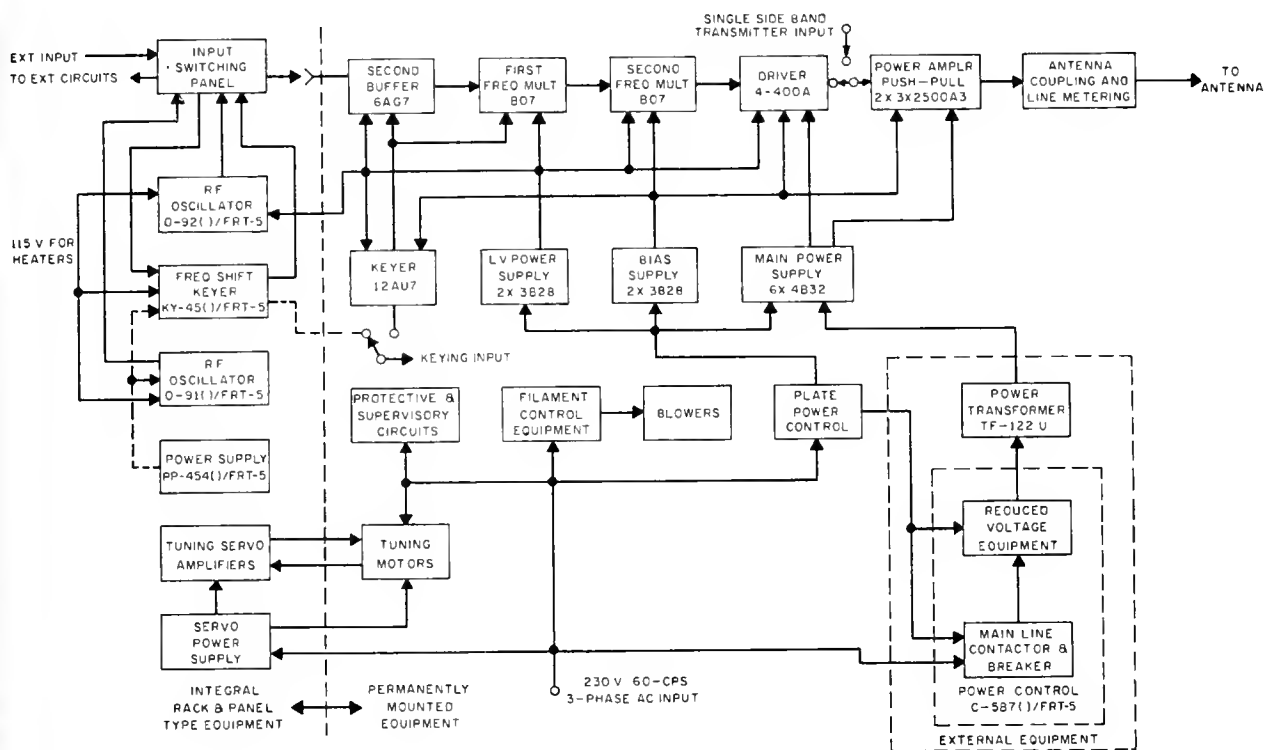 SINGLE SIDE BAND
TRANSMITTER INPUT
EXT INPUT
TO EXT CIRCUITS
INPUT
SWITCHING
PANEL
SECOND
BUFFER
6AG7
FIRST
FREQ MULT
807
SECOND
FREQ MULT
807
DRIVER
4-400A
POWER AMPLR
PUSH-PULL
2X 3X2500A3
ANTENNA
COUPLING AND
LINE METERING
TO
ANTENNA
RF
OSCILLATOR
O-92()/FRT-5
115 V FOR
HEATERS
FREQ SHIFT
KEYER
KY-45()/FRT-5
KEYER
12AU7
LV POWER
SUPPLY
2X 3B28
BIAS
SUPPLY
2X 3B28
MAIN POWER
SUPPLY
6X 4B32
KEYING INPUT
RF
OSCILLATOR
O-91()/FRT-5
PROTECTIVE &
SUPERVISORY
CIRCUITS
FILAMENT
CONTROL
EQUIPMENT
BLOWERS
PLATE
POWER
CONTROL
POWER
TRANSFORMER
TF-122 U
POWER SUPPLY
PP-454()/FRT-5
TUNING SERVO
AMPLIFIERS
TUNING
MOTORS
REDUCED
VOLTAGE
EQUIPMENT
SERVO
POWER
SUPPLY
MAIN LINE
CONTACTOR &
BREAKER
230 V 60-CPS
3-PHASE AC INPUT
POWER CONTROL
C-587()/FRT-5
INTEGRAL
RACK & PANEL
TYPE EQUIPMENT
PERMANENTLY
MOUNTED
EQUIPMENT
EXTERNAL EQUIPMENT